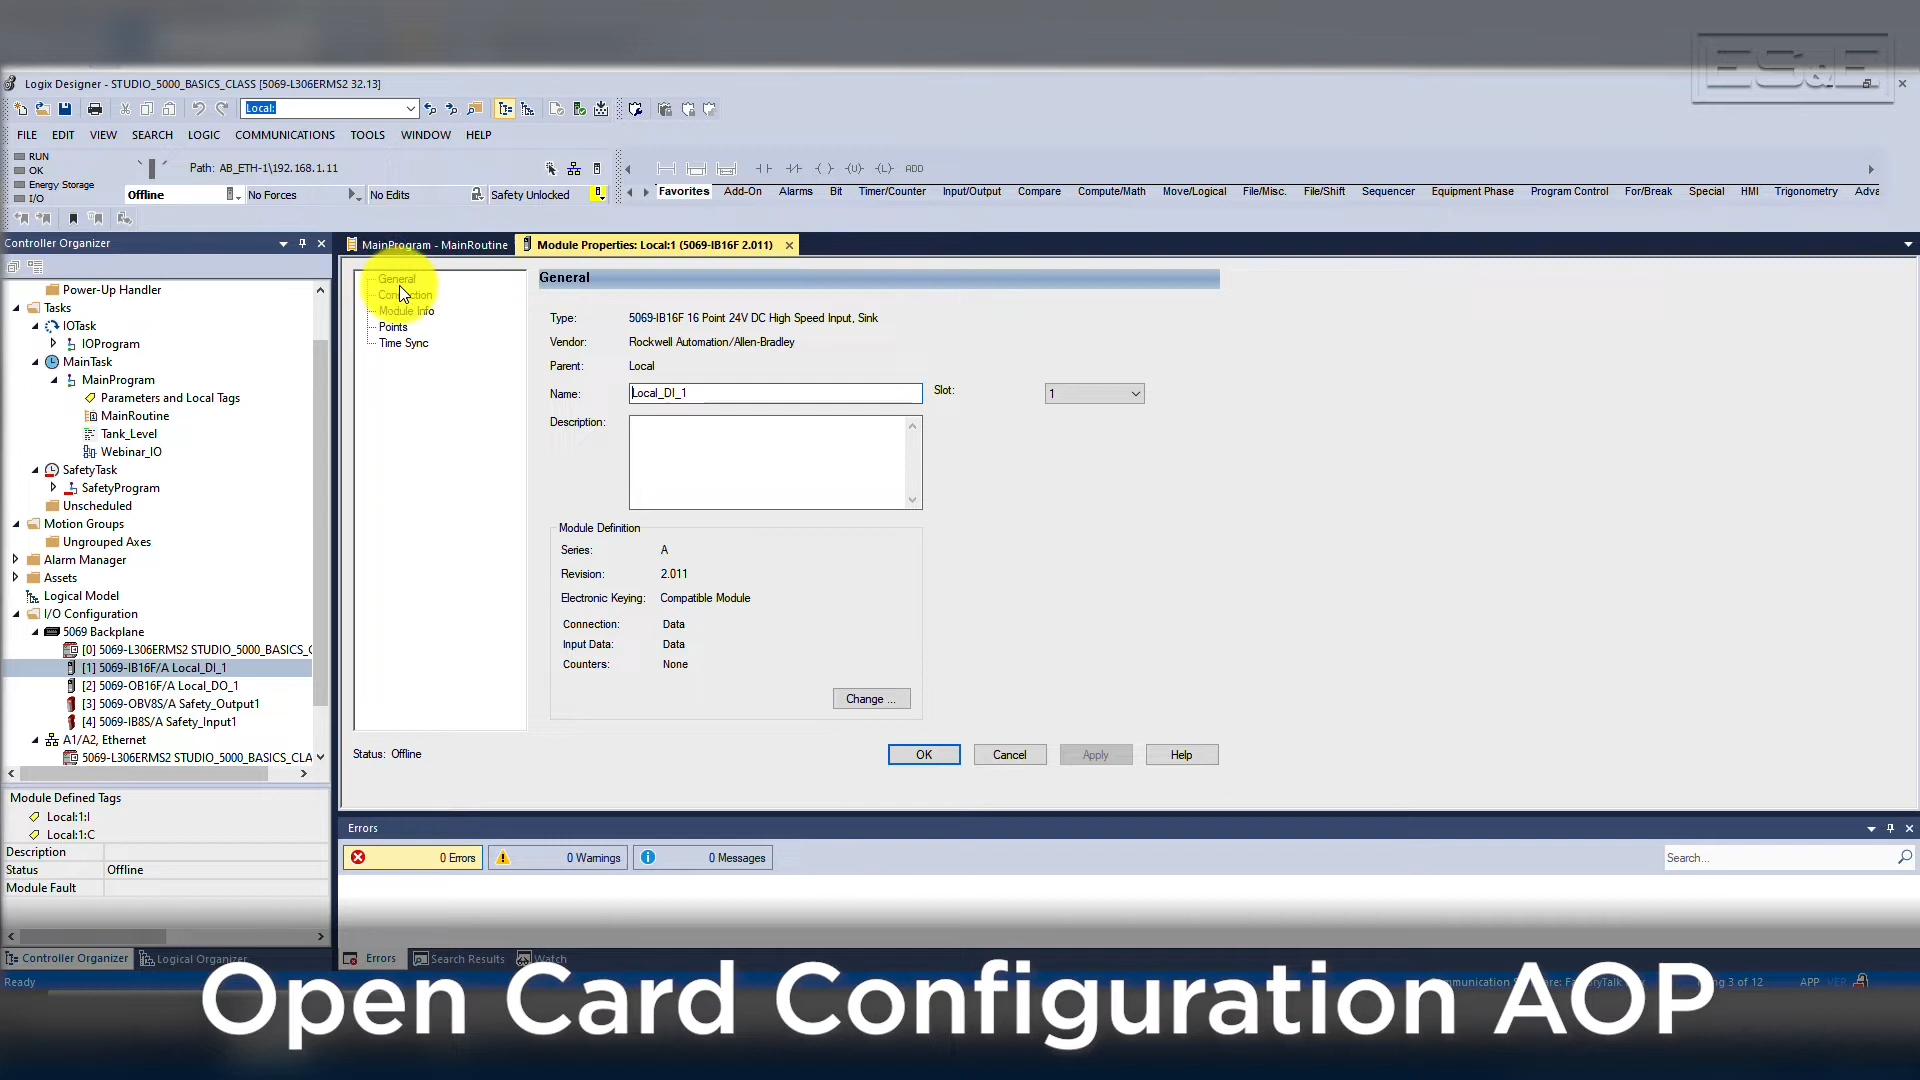 ES&E
Logix Designer - STUDIO_5000_BASICS_CLASS [5069-L306ERMS2 32.13]
Local:
FILE EDIT VIEW SEARCH LOGIC COMMUNICATIONS TOOLS WINDOW HELP
RUN
OK
Energy Storage
I/O
Path: AB_ETH-1\192.168.1.11
Offline No Forces No Edits Safety Unlocked
ADD
Favorites Add-On Alarms Bit Timer/Counter Input/Output Compare Compute/Math Move/Logical File/Misc. File/Shift Sequencer Equipment Phase Program Control For/Break Special HMI Trigonometry Adva
Controller Organizer
Power-Up Handler
Tasks
IOTask
IOProgram
MainTask
MainProgram
Parameters and Local Tags
MainRoutine
Tank_Level
Webinar_IO
SafetyTask
SafetyProgram
Unscheduled
Motion Groups
Ungrouped Axes
Alarm Manager
Assets
Logical Model
I/O Configuration
5069 Backplane
[0] 5069-L306ERMS2 STUDIO_5000_BASICS_C
[1] 5069-IB16F/A Local_DI_1
[2] 5069-OB16F/A Local_DO_1
[3] 5069-OBV8S/A Safety_Output1
[4] 5069-IB8S/A Safety_Input1
A1/A2, Ethernet
5069-L306ERMS2 STUDIO_5000_BASICS_CLA
Module Defined Tags
Local:1:I
Local:1:C
Description
Status Offline
Module Fault
Controller Organizer Logical Organizer
Ready
MainProgram - MainRoutine Module Properties: Local:1 (5069-IB16F 2.011)
General
Connection
Module Info
Points
Time Sync
General
Type: 5069-IB16F 16 Point 24V DC High Speed Input, Sink
Vendor: Rockwell Automation/Allen-Bradley
Parent: Local
Name: Local_DI_1 Slot: 1
Description:
Module Definition
Series: A
Revision: 2.011
Electronic Keying: Compatible Module
Connection: Data
Input Data: Data
Counters: None
Change ...
Status: Offline
OK Cancel Apply Help
Errors
0 Errors 0 Warnings 0 Messages
Search...
Errors Search Results Watch
3 of 12 APP VER
Open Card Configuration AOP